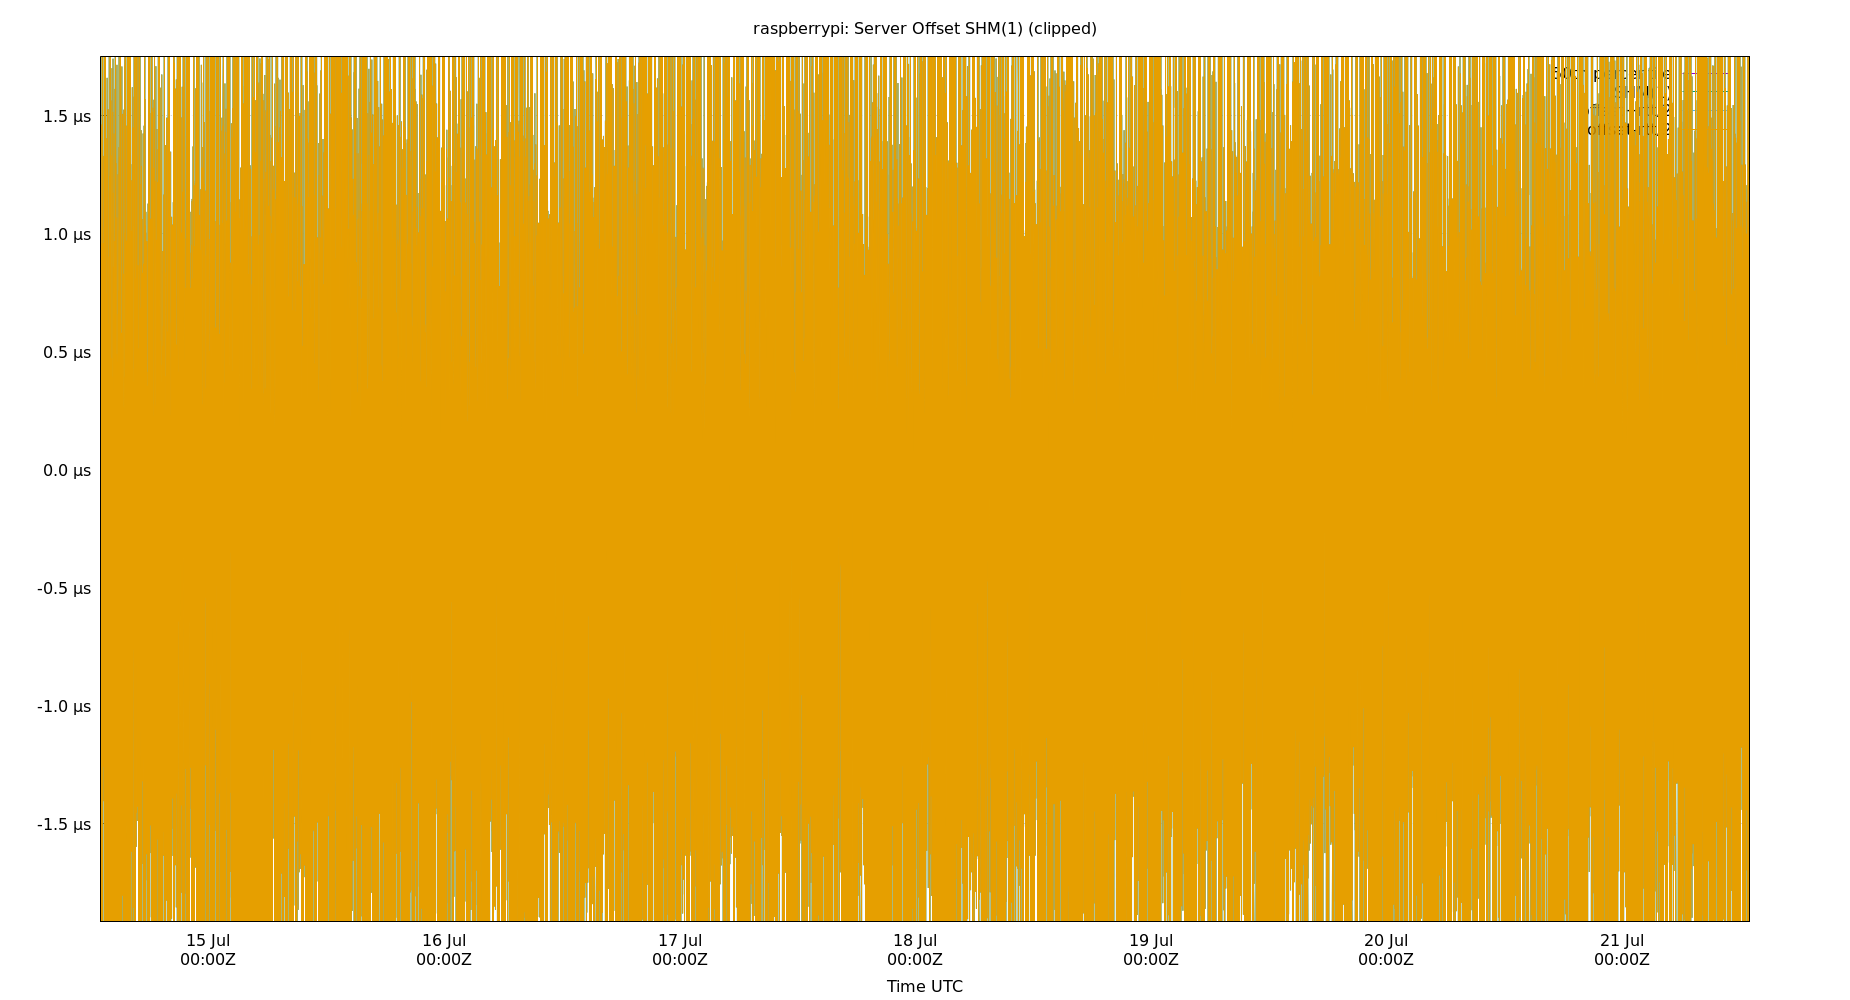 raspberrypi: Server Offset SHM(1) (clipped)
1.5 µs
1.0 µs
0.5 µs
0.0 µs
-0.5 µs
-1.0 µs
-1.5 µs
15 Jul
00:00Z
16 Jul
00:00Z
17 Jul
00:00Z
18 Jul
00:00Z
19 Jul
00:00Z
20 Jul
00:00Z
21 Jul
00:00Z
Time UTC